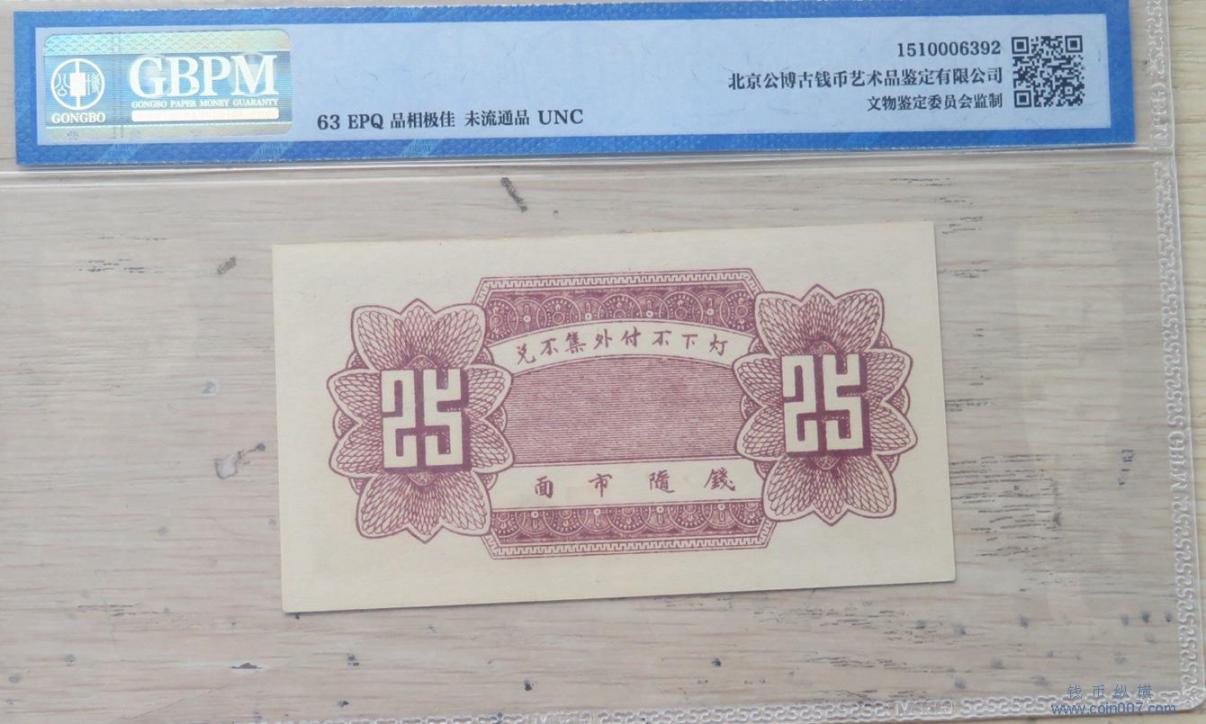 GBPM
GONGBO PAPER MONEY GUARANTY
GONGBO
63 EPQ 品相极佳 未流通品 UNC
1510006392
北京公博古钱币艺术品鉴定有限公司
文物鉴定委员会监制
兑不集外付不下灯
25
25
面市隨錢
钱币纵横
www.coin007.com